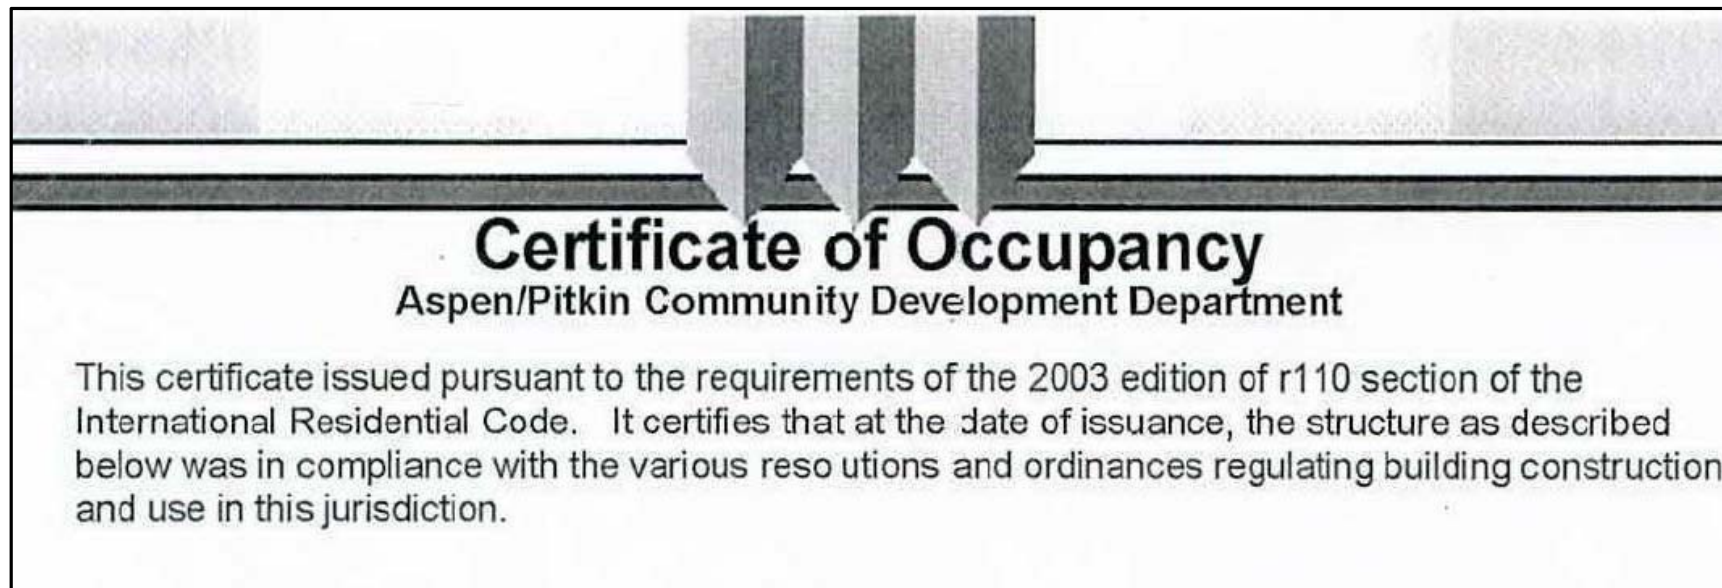 Certificate of Occupancy
Aspen/Pitkin Community Development Department
This certificate issued pursuant to the requirements of the 2003 edition of r110 section of the
International Residential Code. It certifies that at the date of issuance, the structure as described
below was in compliance with the various reso utions and ordinances regulating building construction
and use in this jurisdiction.